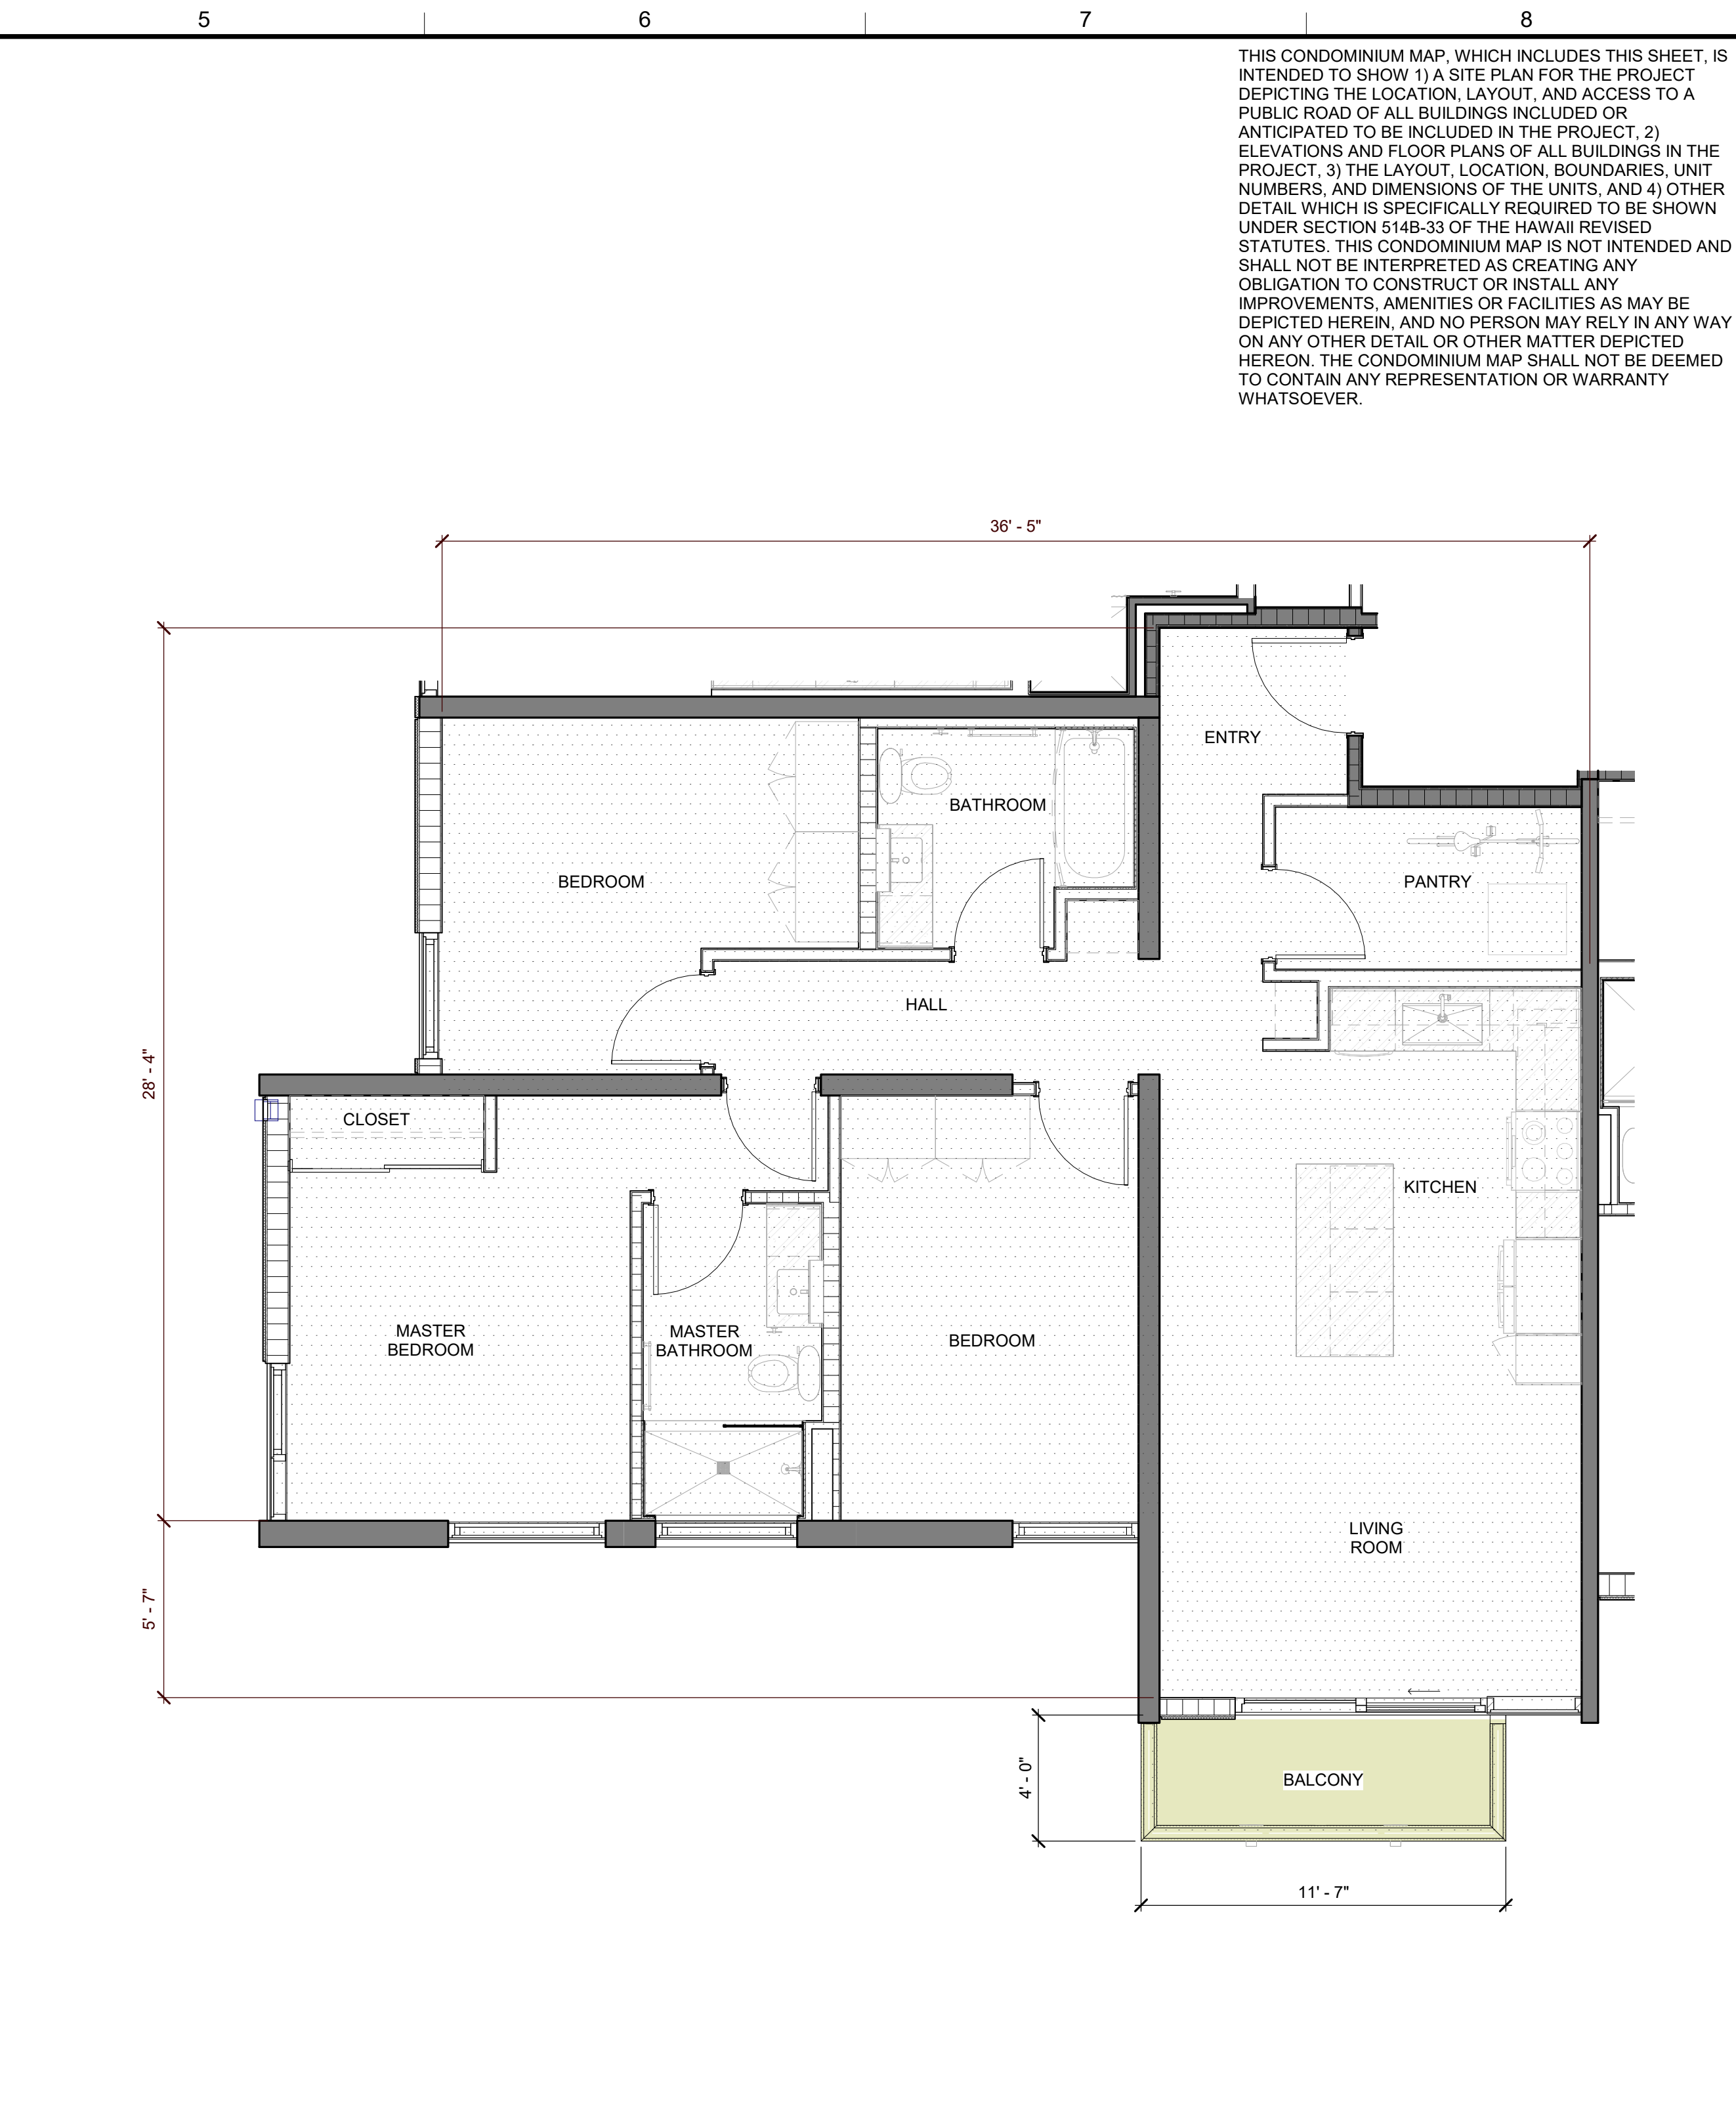 5
6
7
8
THIS CONDOMINIUM MAP, WHICH INCLUDES THIS SHEET, IS
INTENDED TO SHOW 1) A SITE PLAN FOR THE PROJECT
DEPICTING THE LOCATION, LAYOUT, AND ACCESS TO A
PUBLIC ROAD OF ALL BUILDINGS INCLUDED OR
ANTICIPATED TO BE INCLUDED IN THE PROJECT, 2)
ELEVATIONS AND FLOOR PLANS OF ALL BUILDINGS IN THE
PROJECT, 3) THE LAYOUT, LOCATION, BOUNDARIES, UNIT
NUMBERS, AND DIMENSIONS OF THE UNITS, AND 4) OTHER
DETAIL WHICH IS SPECIFICALLY REQUIRED TO BE SHOWN
UNDER SECTION 514B-33 OF THE HAWAII REVISED
STATUTES. THIS CONDOMINIUM MAP IS NOT INTENDED AND
SHALL NOT BE INTERPRETED AS CREATING ANY
OBLIGATION TO CONSTRUCT OR INSTALL ANY
IMPROVEMENTS, AMENITIES OR FACILITIES AS MAY BE
DEPICTED HEREIN, AND NO PERSON MAY RELY IN ANY WAY
ON ANY OTHER DETAIL OR OTHER MATTER DEPICTED
HEREON. THE CONDOMINIUM MAP SHALL NOT BE DEEMED
TO CONTAIN ANY REPRESENTATION OR WARRANTY
WHATSOEVER.
36' - 5"
ENTRY
BATHROOM
BEDROOM
PANTRY
HALL
28' - 4"
CLOSET
KITCHEN
MASTER
BEDROOM
MASTER
BATHROOM
BEDROOM
LIVING
ROOM
5' - 7"
4' - 0"
BALCONY
11' - 7"